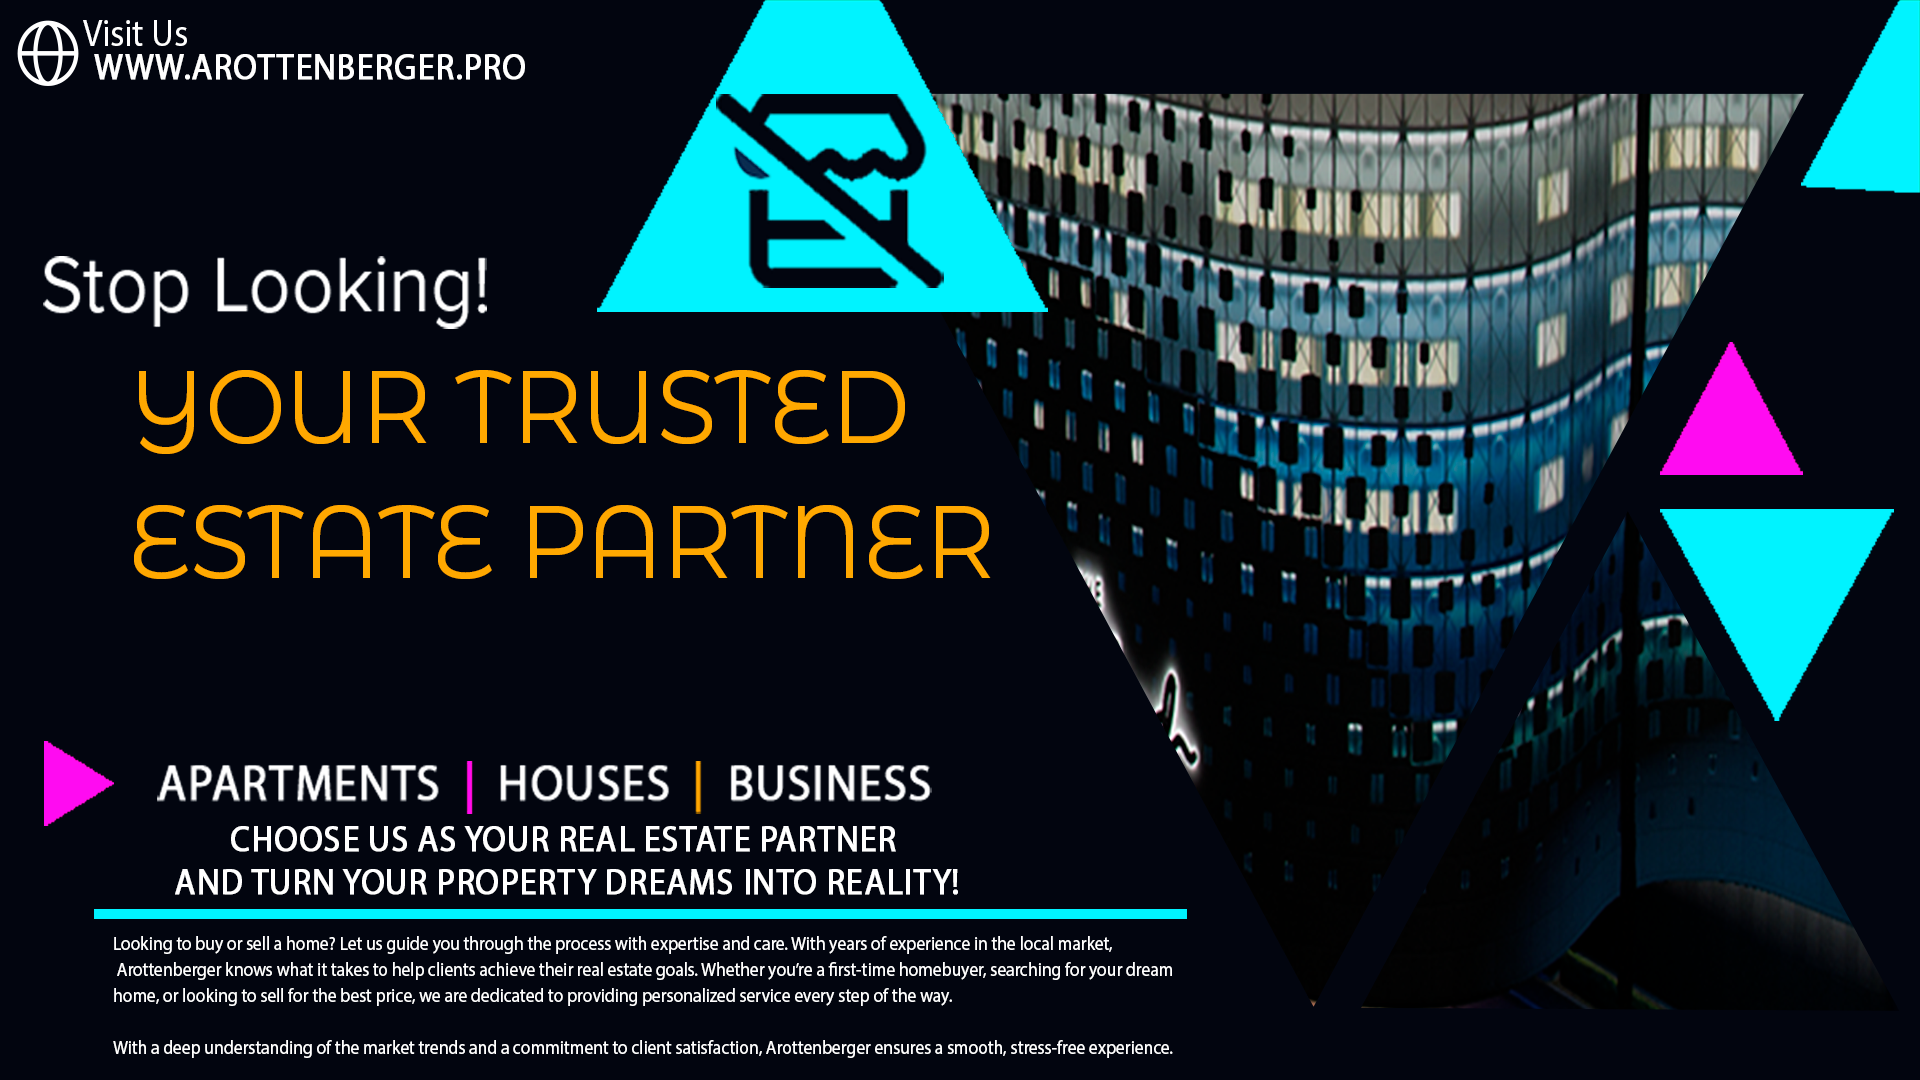 Visit Us
WWW.AROTTENBERGER.PRO
Stop Looking!
YOUR TRUSTED
ESTATE PARTNER
APARTMENTS | HOUSES | BUSINESS
CHOOSE US AS YOUR REAL ESTATE PARTNER
AND TURN YOUR PROPERTY DREAMS INTO REALITY!
Looking to buy or sell a home? Let us guide you through the process with expertise and care. With years of experience in the local market,
Arottenberger knows what it takes to help clients achieve their real estate goals. Whether you're a first-time homebuyer, searching for your dream
home, or looking to sell for the best price, we are dedicated to providing personalized service every step of the way.
With a deep understanding of the market trends and a commitment to client satisfaction, Arottenberger ensures a smooth, stress-free experience.